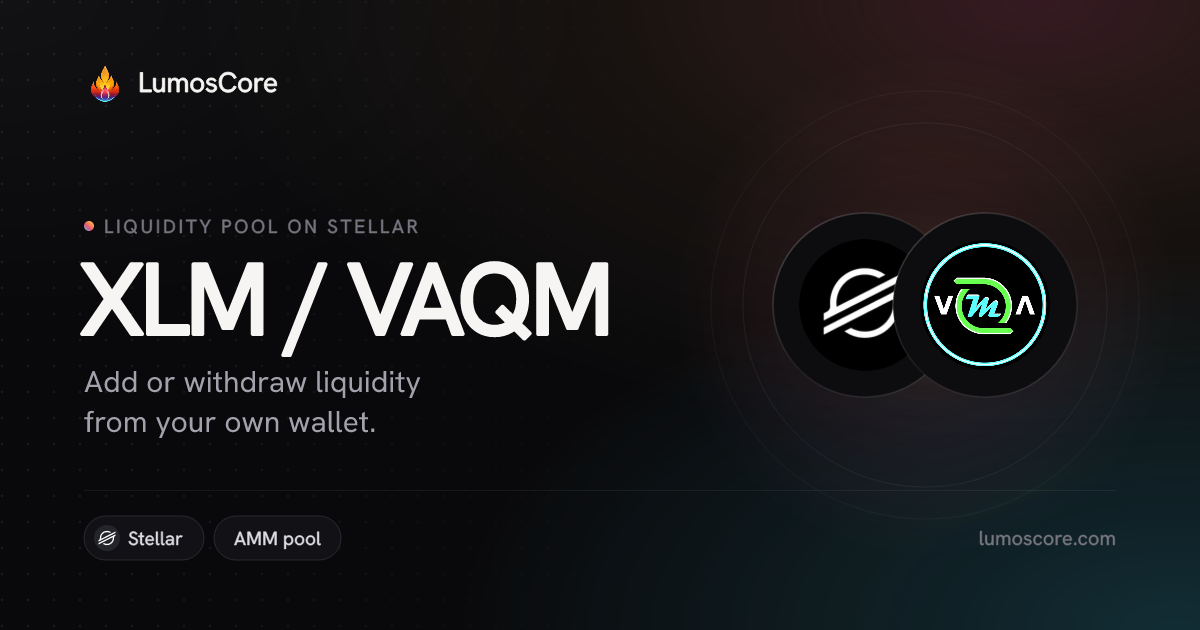 LumosCore
LIQUIDITY POOL ON STELLAR
XLM / VAQM
Add or withdraw liquidity
from your own wallet.
Stellar
AMM pool
lumoscore.com